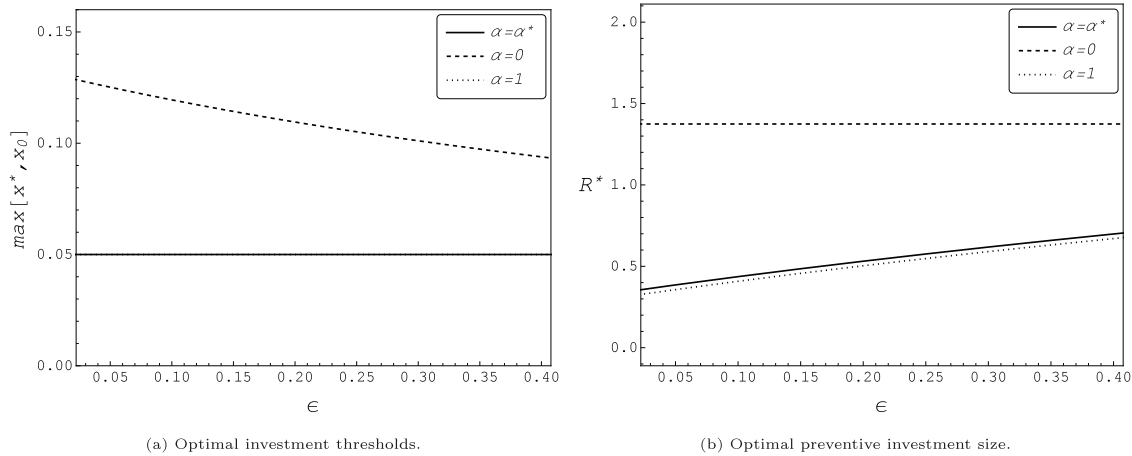 0.15
0.10
0.05
0.00
max[x*,x₀]
α=α*
α=0
α=1
0.05 0.10 0.15 0.20 0.25 0.30 0.35 0.40
ϵ
(a) Optimal investment thresholds.
2.0
1.5
1.0
0.5
0.0
R*
α=α*
α=0
α=1
0.05 0.10 0.15 0.20 0.25 0.30 0.35 0.40
ϵ
(b) Optimal preventive investment size.